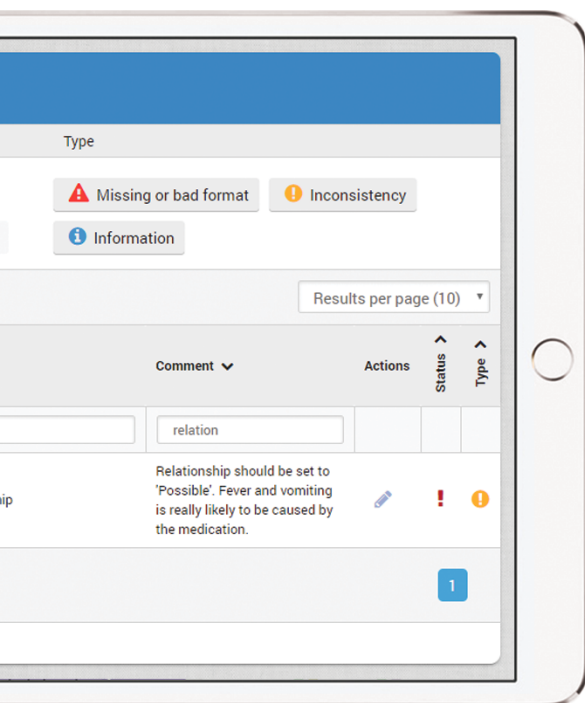 Type
Missing or bad format
Inconsistency
Information
Results per page (10)
Comment
Actions
Status
Type
relation
ip
Relationship should be set to
'Possible'. Fever and vomiting
is really likely to be caused by
the medication.
1